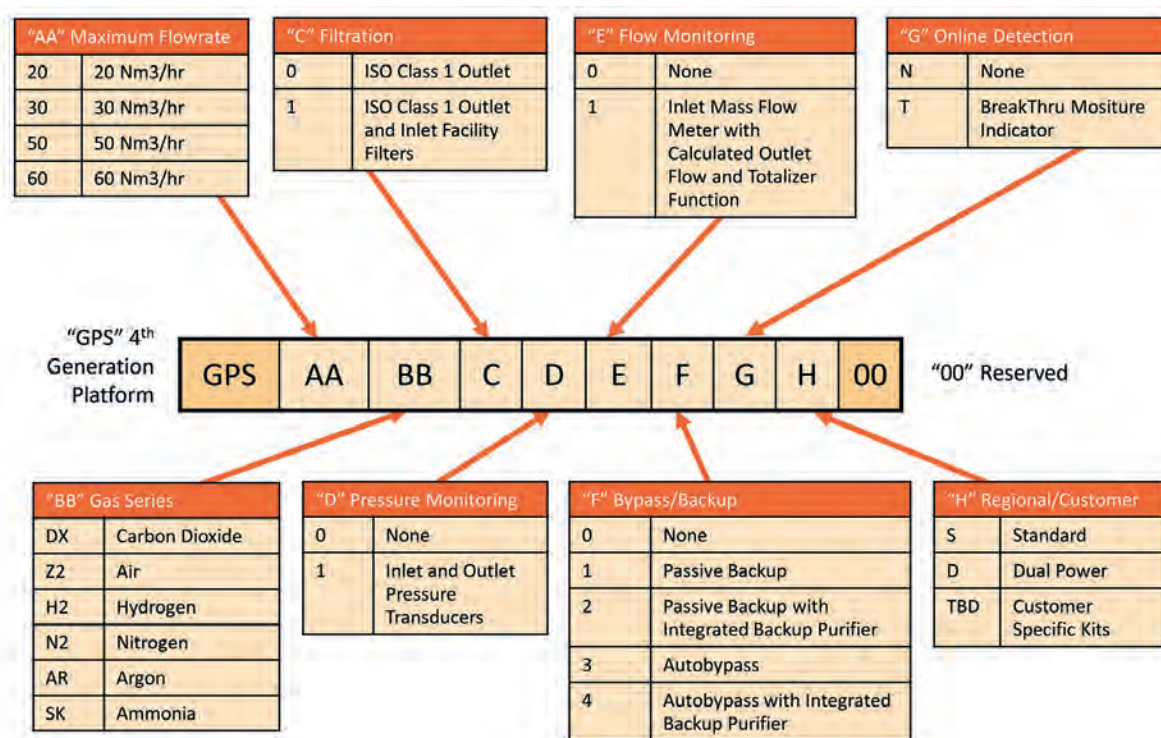 "AA" Maximum Flowrate
20 20 Nm3/hr
30 30 Nm3/hr
50 50 Nm3/hr
60 60 Nm3/hr
"C" Filtration
0 ISO Class 1 Outlet
1 ISO Class 1 Outlet
and Inlet Facility
Filters
"E" Flow Monitoring
0 None
1 Inlet Mass Flow
Meter with
Calculated Outlet
Flow and Totalizer
Function
"G" Online Detection
N None
T BreakThru Mositure
Indicator
"GPS" 4th
Generation
Platform
GPS AA BB C D E F G H 00
"00" Reserved
"BB" Gas Series
DX Carbon Dioxide
Z2 Air
H2 Hydrogen
N2 Nitrogen
AR Argon
SK Ammonia
"D" Pressure Monitoring
0 None
1 Inlet and Outlet
Pressure
Transducers
"F" Bypass/Backup
0 None
1 Passive Backup
2 Passive Backup with
Integrated Backup Purifier
3 Autobypass
4 Autobypass with Integrated
Backup Purifier
"H" Regional/Customer
S Standard
D Dual Power
TBD Customer
Specific Kits